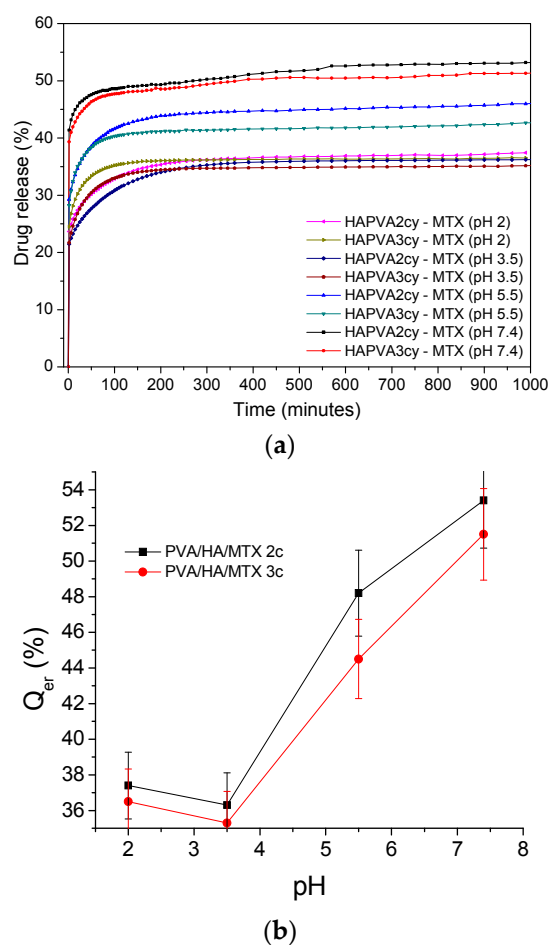 60
50
40
30
20
10
0
Drug release (%)
HAPVA2cy - MTX (pH 2)
HAPVA3cy - MTX (pH 2)
HAPVA2cy - MTX (pH 3.5)
HAPVA3cy - MTX (pH 3.5)
HAPVA2cy - MTX (pH 5.5)
HAPVA3cy - MTX (pH 5.5)
HAPVA2cy - MTX (pH 7.4)
HAPVA3cy - MTX (pH 7.4)
0 100 200 300 400 500 600 700 800 900 1000
Time (minutes)
(a)
54
52
50
48
46
44
42
40
38
36
Qer (%)
PVA/HA/MTX 2c
PVA/HA/MTX 3c
2 3 4 5 6 7 8
pH
(b)